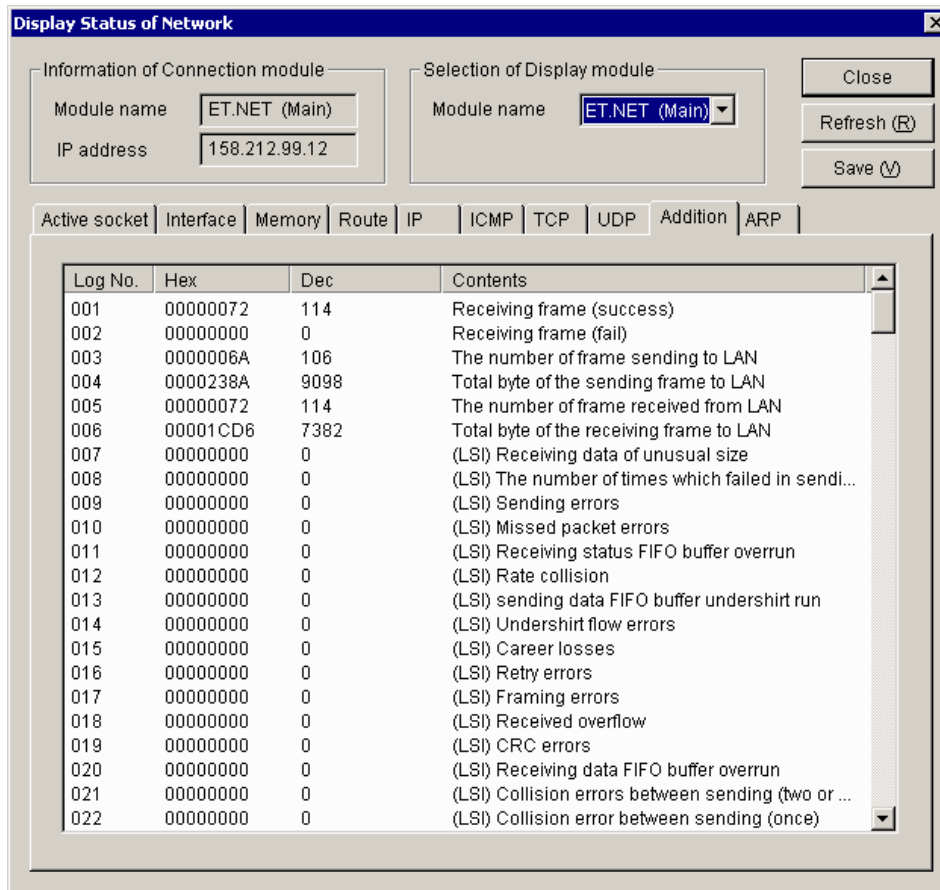 Display Status of Network
Information of Connection module
Module name ET.NET (Main)
IP address 158.212.99.12
Selection of Display module
Module name ET.NET (Main)
Close
Refresh (R)
Save (V)
Active socket Interface Memory Route IP ICMP TCP UDP Addition ARP
Log No. Hex Dec Contents
001 00000072 114 Receiving frame (success)
002 00000000 0 Receiving frame (fail)
003 0000006A 106 The number of frame sending to LAN
004 0000238A 9098 Total byte of the sending frame to LAN
005 00000072 114 The number of frame received from LAN
006 00001CD6 7382 Total byte of the receiving frame to LAN
007 00000000 0 (LSI) Receiving data of unusual size
008 00000000 0 (LSI) The number of times which failed in sendi...
009 00000000 0 (LSI) Sending errors
010 00000000 0 (LSI) Missed packet errors
011 00000000 0 (LSI) Receiving status FIFO buffer overrun
012 00000000 0 (LSI) Rate collision
013 00000000 0 (LSI) sending data FIFO buffer undershirt run
014 00000000 0 (LSI) Undershirt flow errors
015 00000000 0 (LSI) Career losses
016 00000000 0 (LSI) Retry errors
017 00000000 0 (LSI) Framing errors
018 00000000 0 (LSI) Received overflow
019 00000000 0 (LSI) CRC errors
020 00000000 0 (LSI) Receiving data FIFO buffer overrun
021 00000000 0 (LSI) Collision errors between sending (two or ...
022 00000000 0 (LSI) Collision error between sending (once)